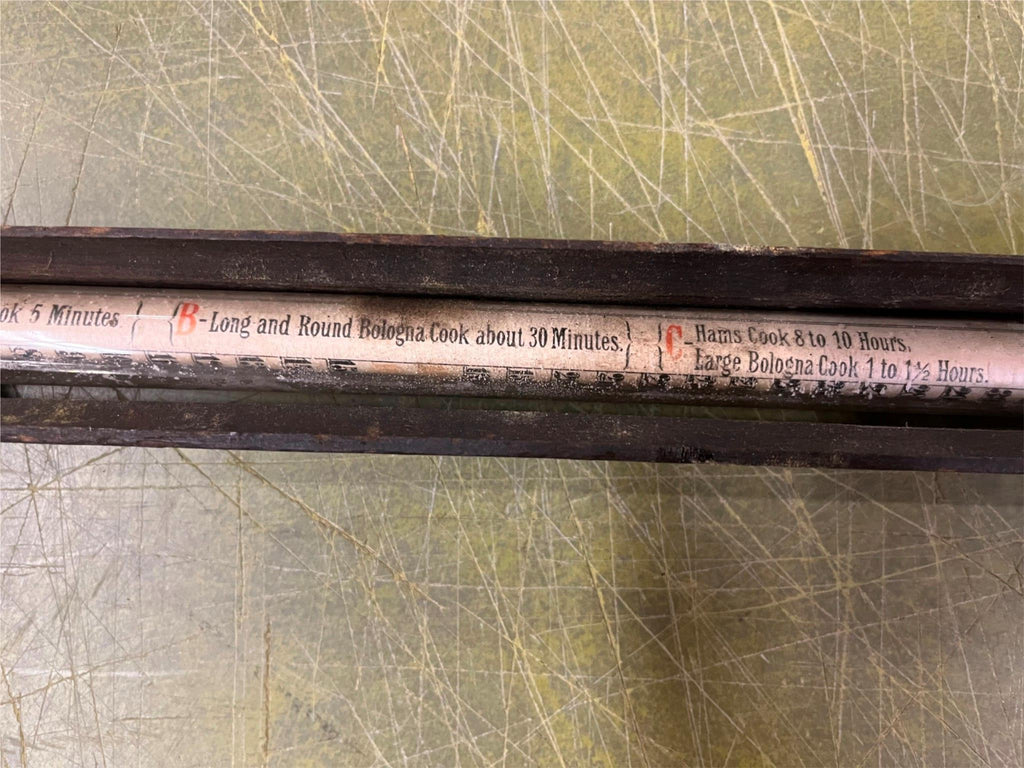 ok 5 Minutes } { B - Long and Round Bologna Cook about 30 Minutes. } { C - Hams Cook 8 to 10 Hours.
Large Bologna Cook 1 to 1½ Hours.